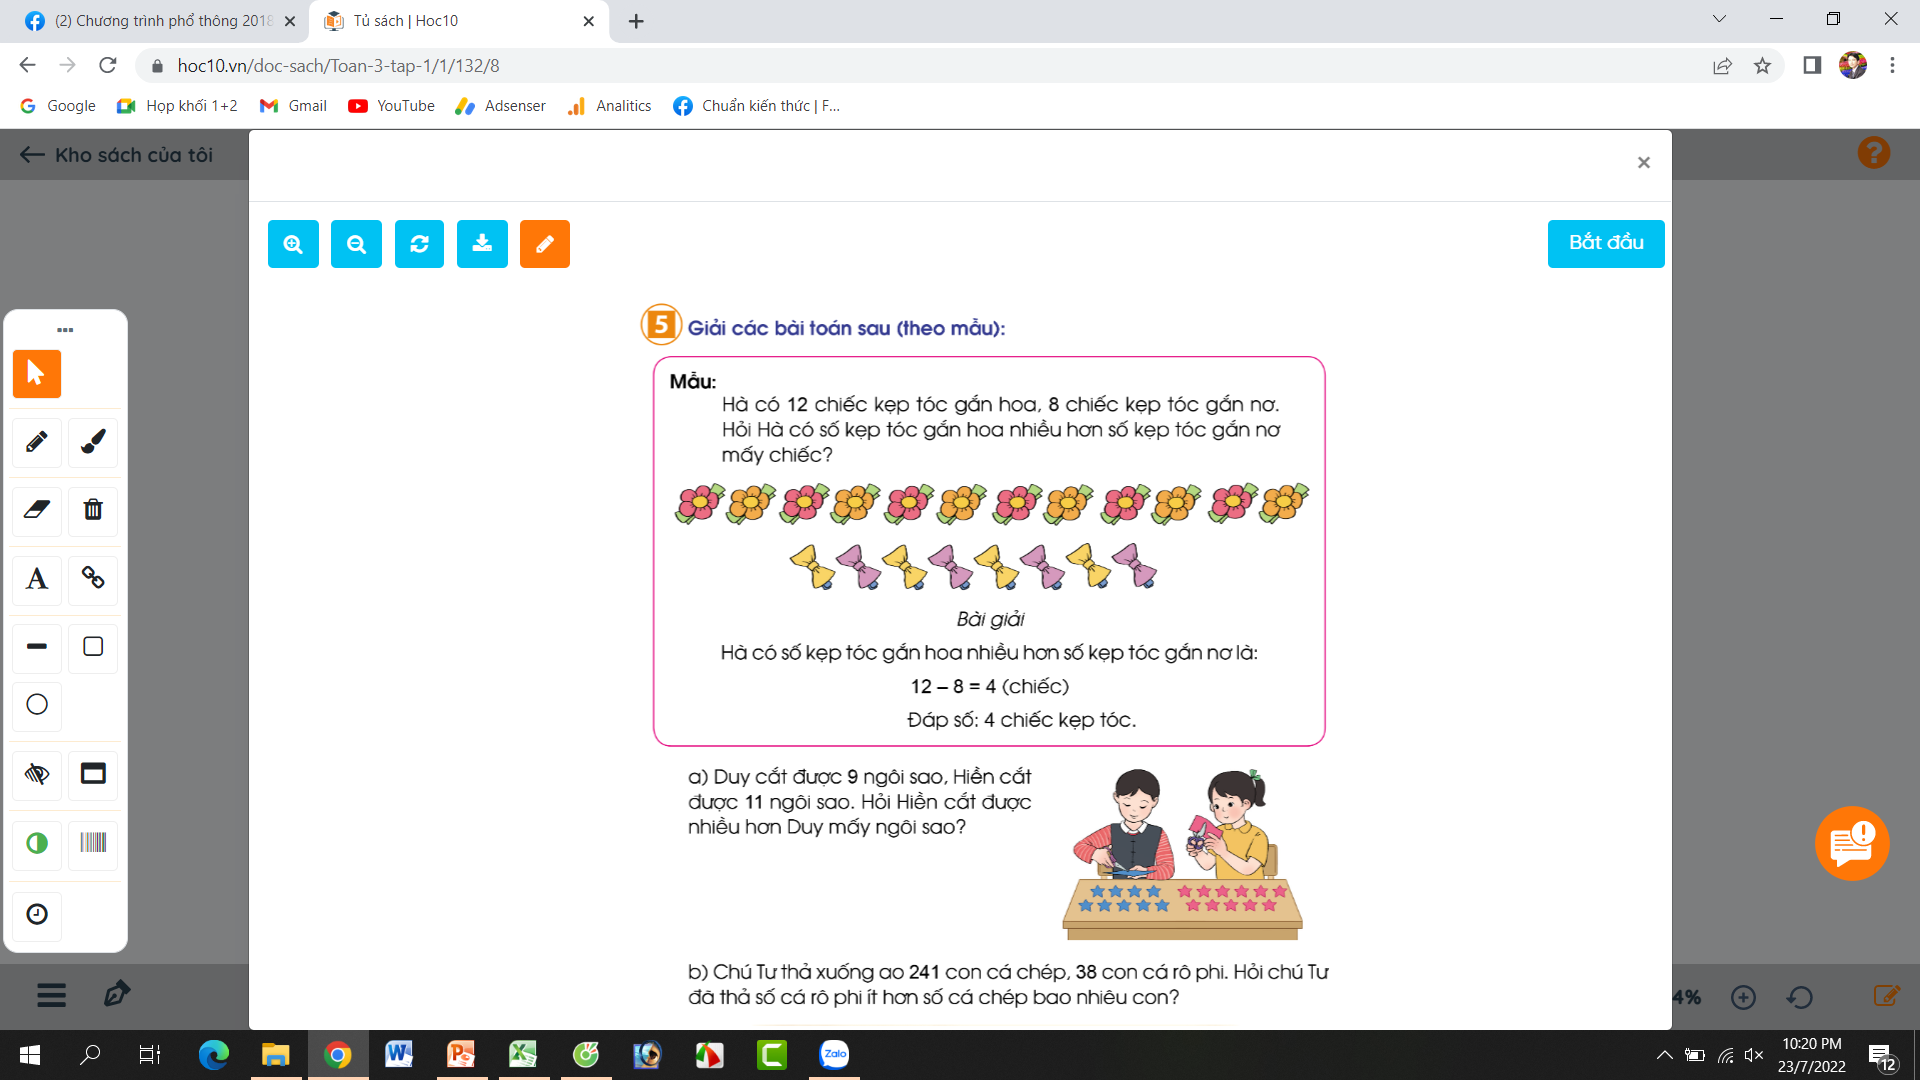 (2) Chương trình phổ thông 2018
Tủ sách | Hoc10
hoc10.vn/doc-sach/Toan-3-tap-1/1/132/8
Google
Họp khối 1+2
Gmail
YouTube
Adsenser
Analitics
Chuẩn kiến thức | F...
Kho sách của tôi
Bắt đầu
5 Giải các bài toán sau (theo mẫu):
Mẫu:
Hà có 12 chiếc kẹp tóc gắn hoa, 8 chiếc kẹp tóc gắn nơ.
Hỏi Hà có số kẹp tóc gắn hoa nhiều hơn số kẹp tóc gắn nơ
mấy chiếc?
Bài giải
Hà có số kẹp tóc gắn hoa nhiều hơn số kẹp tóc gắn nơ là:
12 – 8 = 4 (chiếc)
Đáp số: 4 chiếc kẹp tóc.
a) Duy cắt được 9 ngôi sao, Hiền cắt
được 11 ngôi sao. Hỏi Hiền cắt được
nhiều hơn Duy mấy ngôi sao?
b) Chú Tư thả xuống ao 241 con cá chép, 38 con cá rô phi. Hỏi chú Tư
đã thả số cá rô phi ít hơn số cá chép bao nhiêu con?
4%
Zalo
10:20 PM
23/7/2022
12